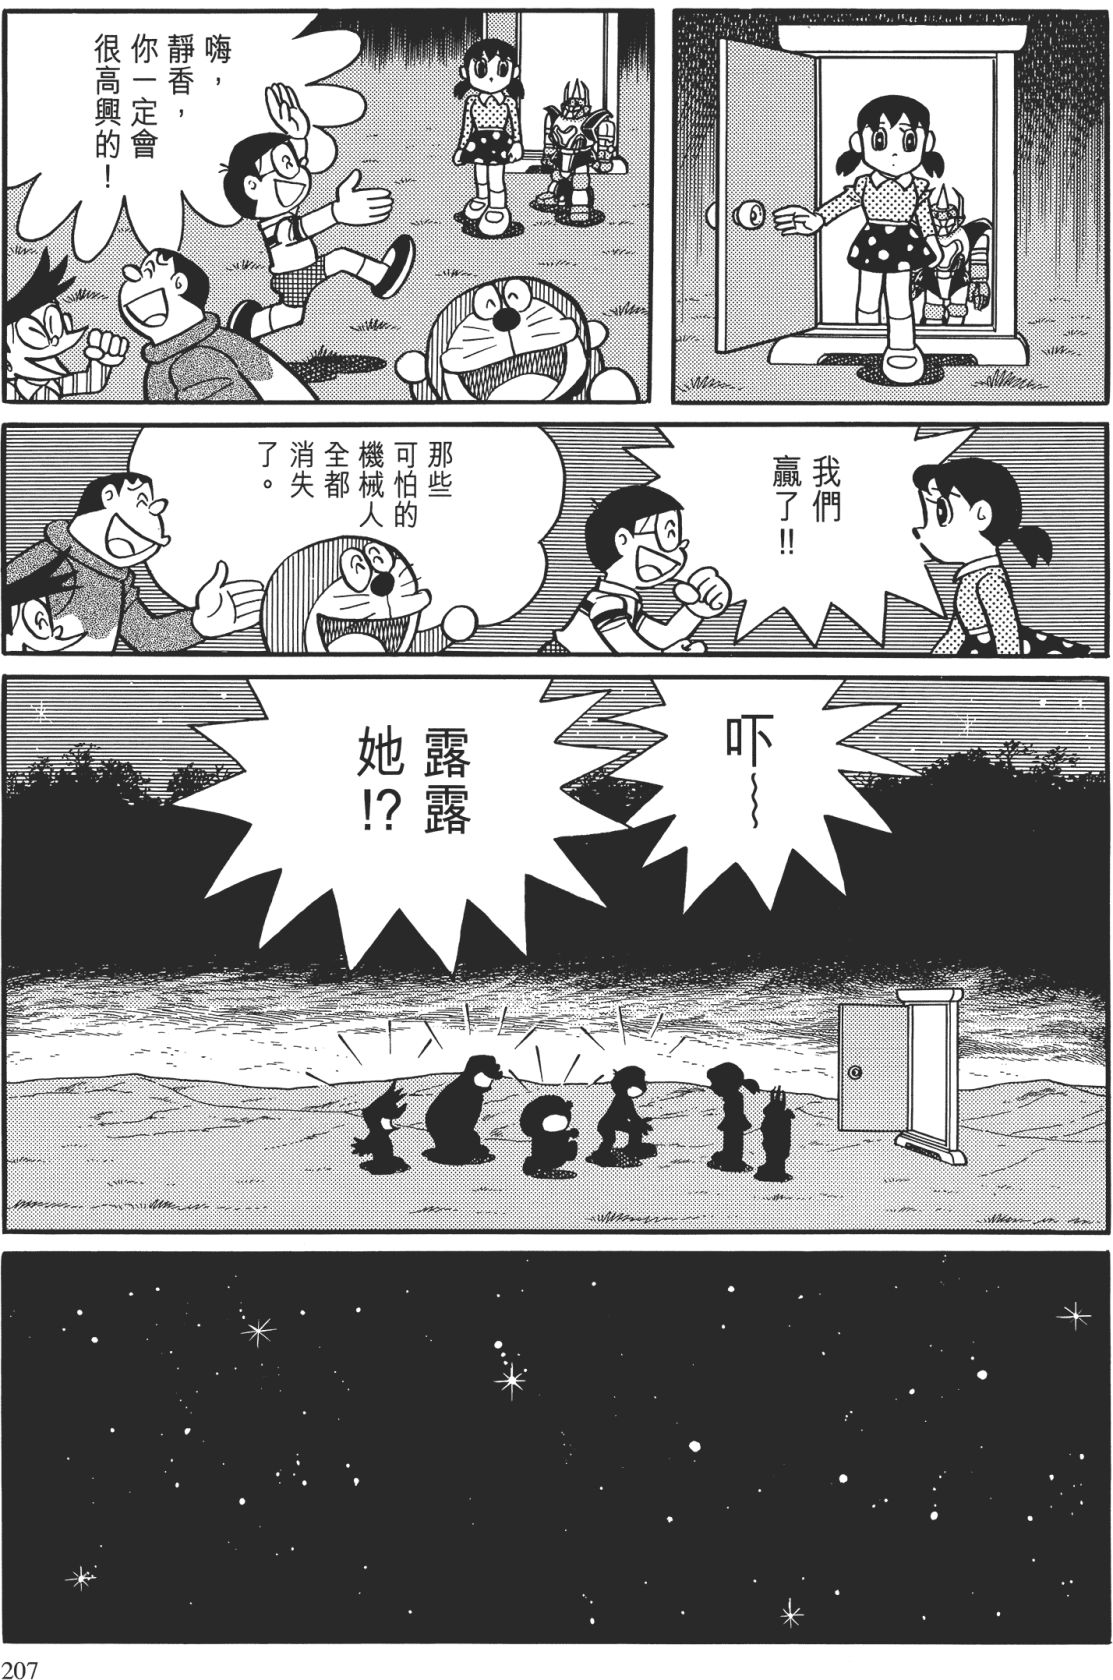 嗨，
靜香，
你一定會
很高興的！
我們
贏了!!
那些
可怕的
機械人
全都
消失
了。
吓～
露露
她!?
207